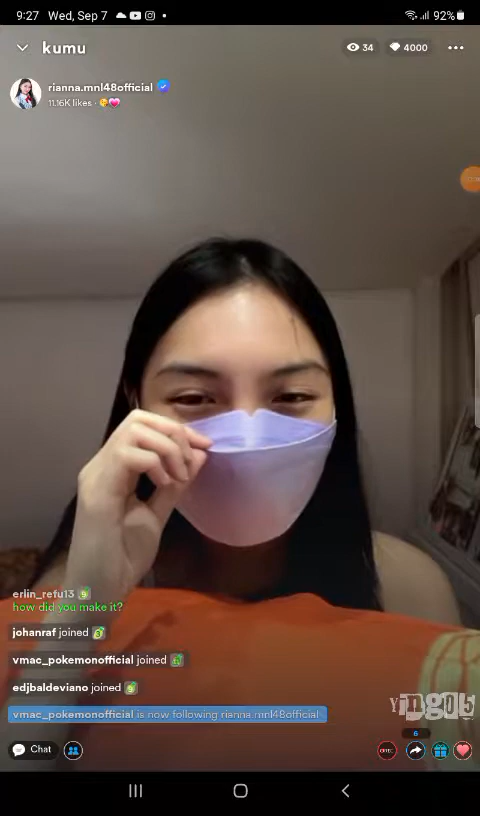 9:27 Wed, Sep 7
92%
kumu
34
4000
rianna.mnl48official
11.16K likes
erlin_refu13
how did you make it?
johanraf joined
vmac_pokemonofficial joined
edjbaldeviano joined
vmac_pokemonofficial is now following rianna.mnl48official
Ying05
Chat
6